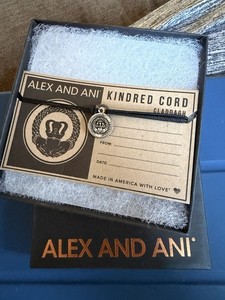 ALEX AND ANI
KINDRED CORD
CLADDAGH
FROM
DATE
MADE IN AMERICA WITH LOVE®
ALEX AND ANI®